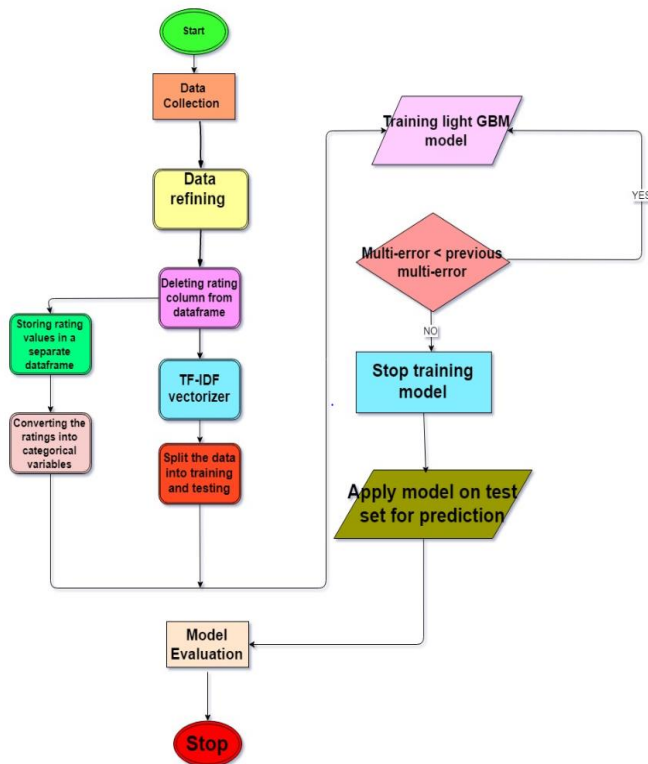 Start
Data
Collection
Data
refining
Deleting rating
column from
dataframe
Storing rating
values in a
separate
dataframe
Converting the
ratings into
categorical
variables
TF-IDF
vectorizer
Split the data
into training
and testing
Training light GBM
model
YES
Multi-error < previous
multi-error
NO
Stop training
model
Apply model on test
set for prediction
Model
Evaluation
Stop